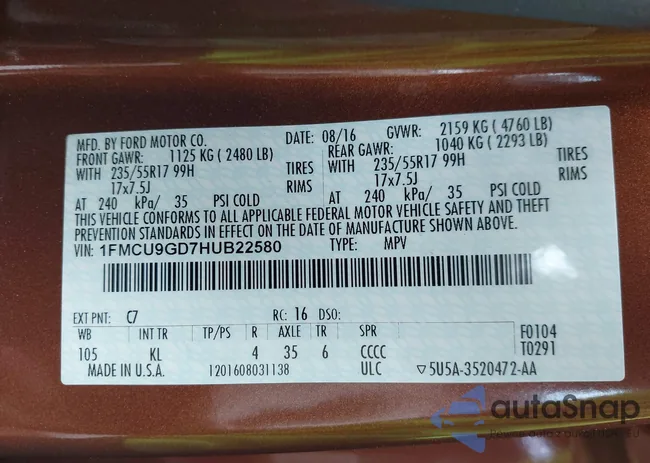 MFD. BY FORD MOTOR CO. DATE: 08/16 GVWR: 2159 KG ( 4760 LB)
FRONT GAWR: 1125 KG ( 2480 LB) REAR GAWR: 1040 KG ( 2293 LB)
WITH 235/55R17 99H TIRES WITH 235/55R17 99H TIRES
17x7.5J RIMS 17x7.5J RIMS
AT 240 kPa/ 35 PSI COLD AT 240 kPa/ 35 PSI COLD
THIS VEHICLE CONFORMS TO ALL APPLICABLE FEDERAL MOTOR VEHICLE SAFETY AND THEFT
PREVENTION STANDARDS IN EFFECT ON THE DATE OF MANUFACTURE SHOWN ABOVE.
VIN: 1FMCU9GD7HUB22580 TYPE: MPV
EXT PNT: C7 RC: 16 DSO:
WB INT TR TP/PS R AXLE TR SPR F0104
105 KL 4 35 6 CCCC T0291
MADE IN U.S.A. 1201608031138 ULC ▽5U5A-3520472-AA
autaSnap